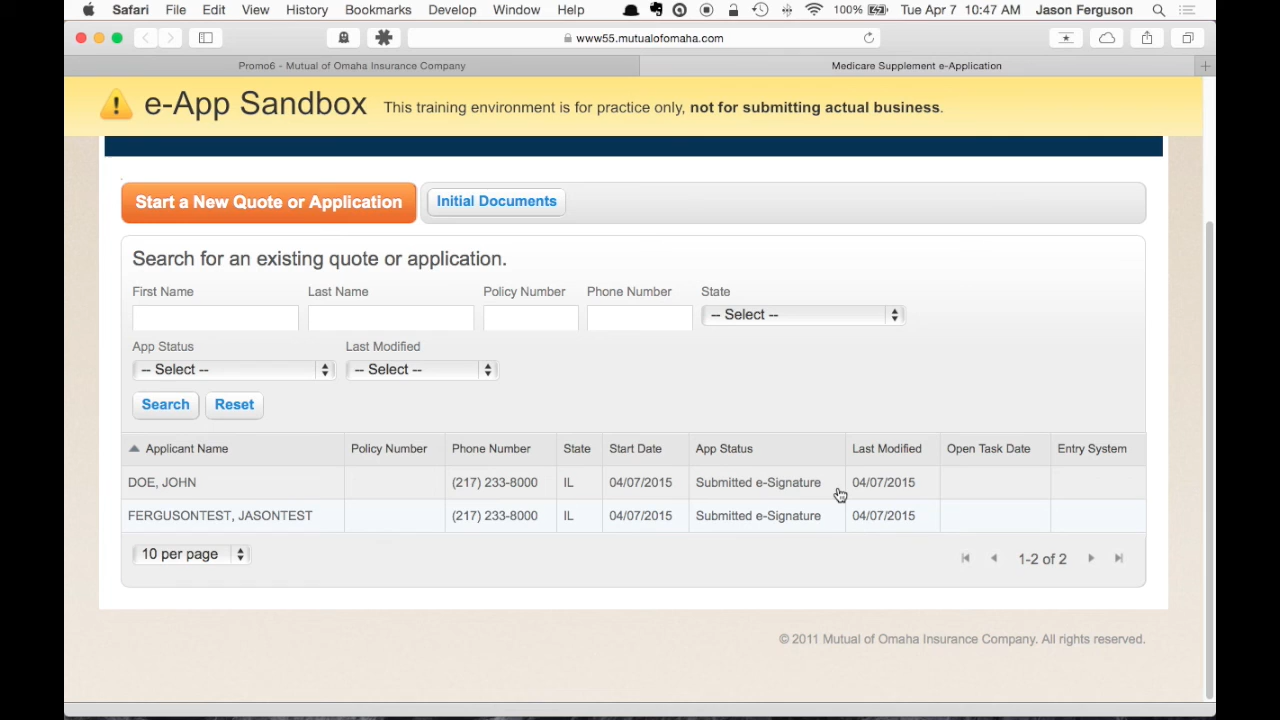 Safari File Edit View History Bookmarks Develop Window Help 100% Tue Apr 7 10:47 AM Jason Ferguson
www55.mutualofomaha.com
Promo6 - Mutual of Omaha Insurance Company Medicare Supplement e-Application
e-App Sandbox This training environment is for practice only, not for submitting actual business.
Start a New Quote or Application Initial Documents
Search for an existing quote or application.
First Name Last Name Policy Number Phone Number State
-- Select --
App Status Last Modified
-- Select -- -- Select --
Search Reset
Applicant Name Policy Number Phone Number State Start Date App Status Last Modified Open Task Date Entry System
DOE, JOHN (217) 233-8000 IL 04/07/2015 Submitted e-Signature 04/07/2015
FERGUSONTEST, JASONTEST (217) 233-8000 IL 04/07/2015 Submitted e-Signature 04/07/2015
10 per page 1-2 of 2
© 2011 Mutual of Omaha Insurance Company. All rights reserved.